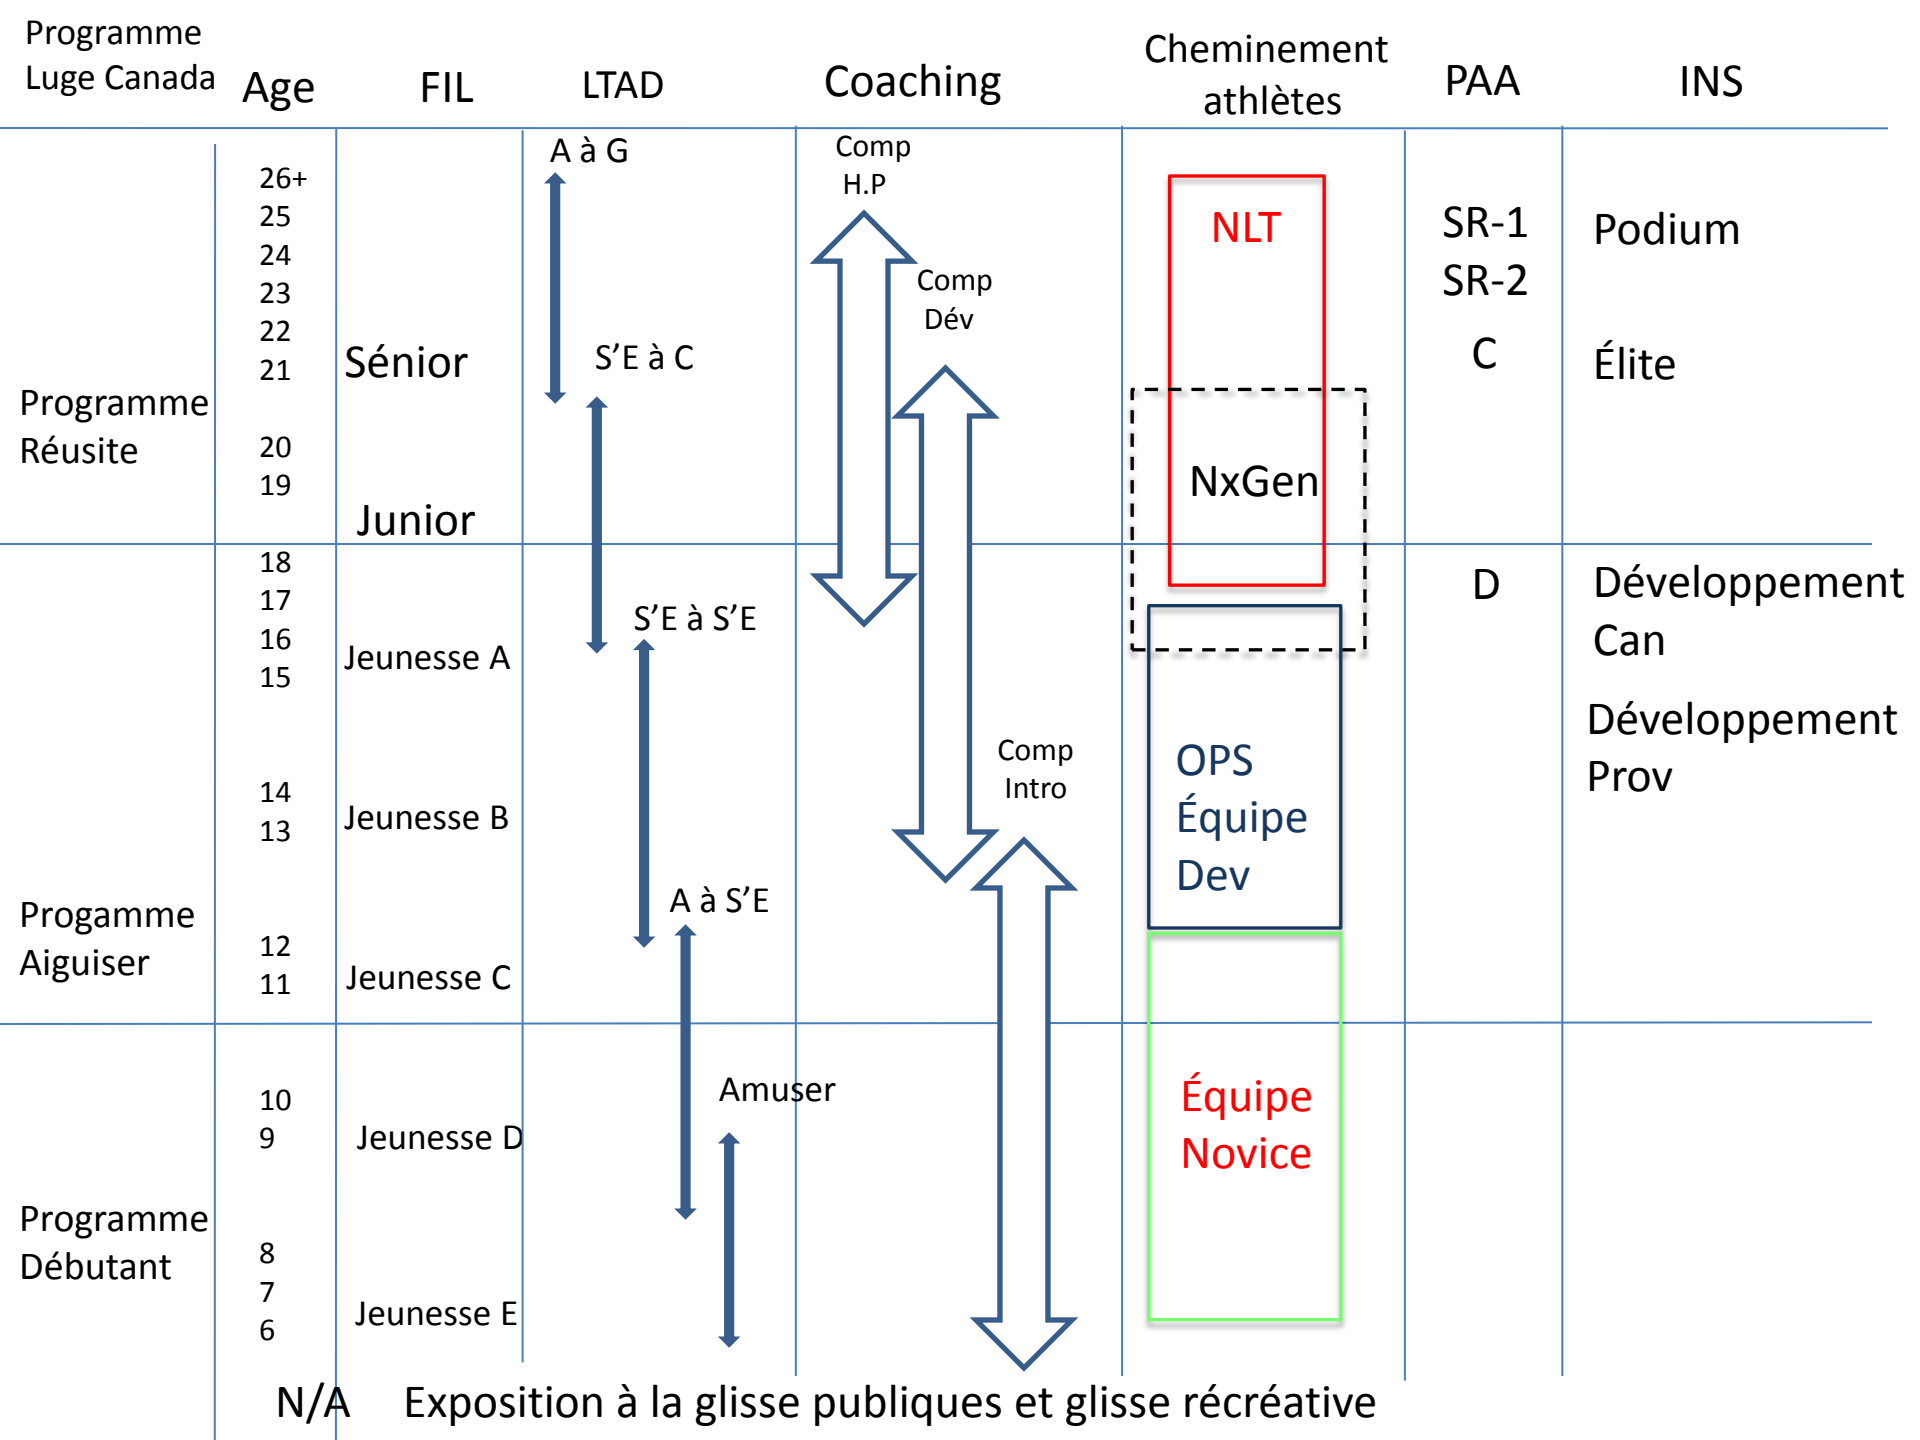 Programme
Luge Canada
Age
FIL
LTAD
Coaching
Cheminement
athlètes
PAA
INS
A à G
Comp
H.P
26+
25
24
23
22
21
NLT
SR-1
SR-2
Podium
Comp
Dév
Sénior
S'E à C
C
Élite
Programme
Réusite
20
19
NxGen
Junior
18
17
16
15
Jeunesse A
S'E à S'E
D
Développement
Can
Développement
Prov
Comp
Intro
OPS
Équipe
Dev
14
13
Jeunesse B
Progamme
Aiguiser
A à S'E
12
11
Jeunesse C
10
9
Jeunesse D
Amuser
Équipe
Novice
Programme
Débutant
8
7
6
Jeunesse E
N/A Exposition à la glisse publiques et glisse récréative